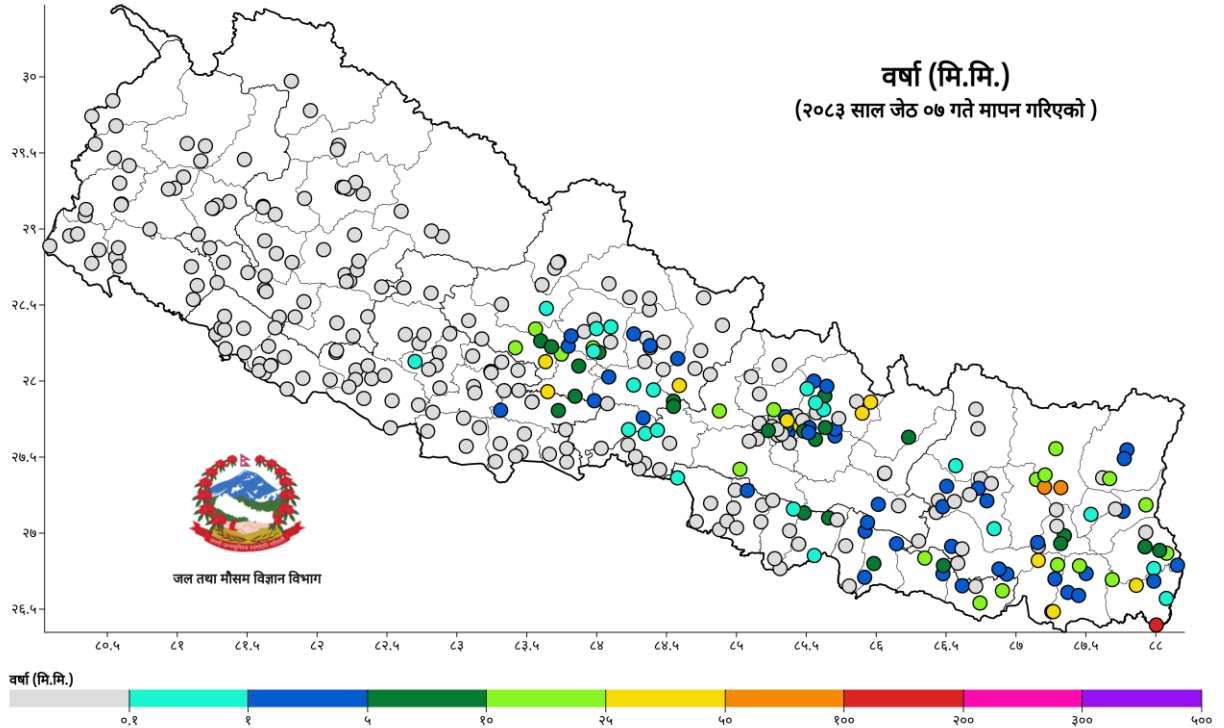 वर्षा (मि.मि.)
(२०८३ साल जेठ ०७ गते मापन गरिएको )
३०
२९.५
२९
२८.५
२८
२७.५
२७
२६.५
जल तथा मौसम विज्ञान विभाग
८०.५ ८१ ८१.५ ८२ ८२.५ ८३ ८३.५ ८४ ८४.५ ८५ ८५.५ ८६ ८६.५ ८७ ८७.५ ८८
वर्षा (मि.मि.)
०.१ १ ५ १० २५ ५० १०० २०० ३०० ५००